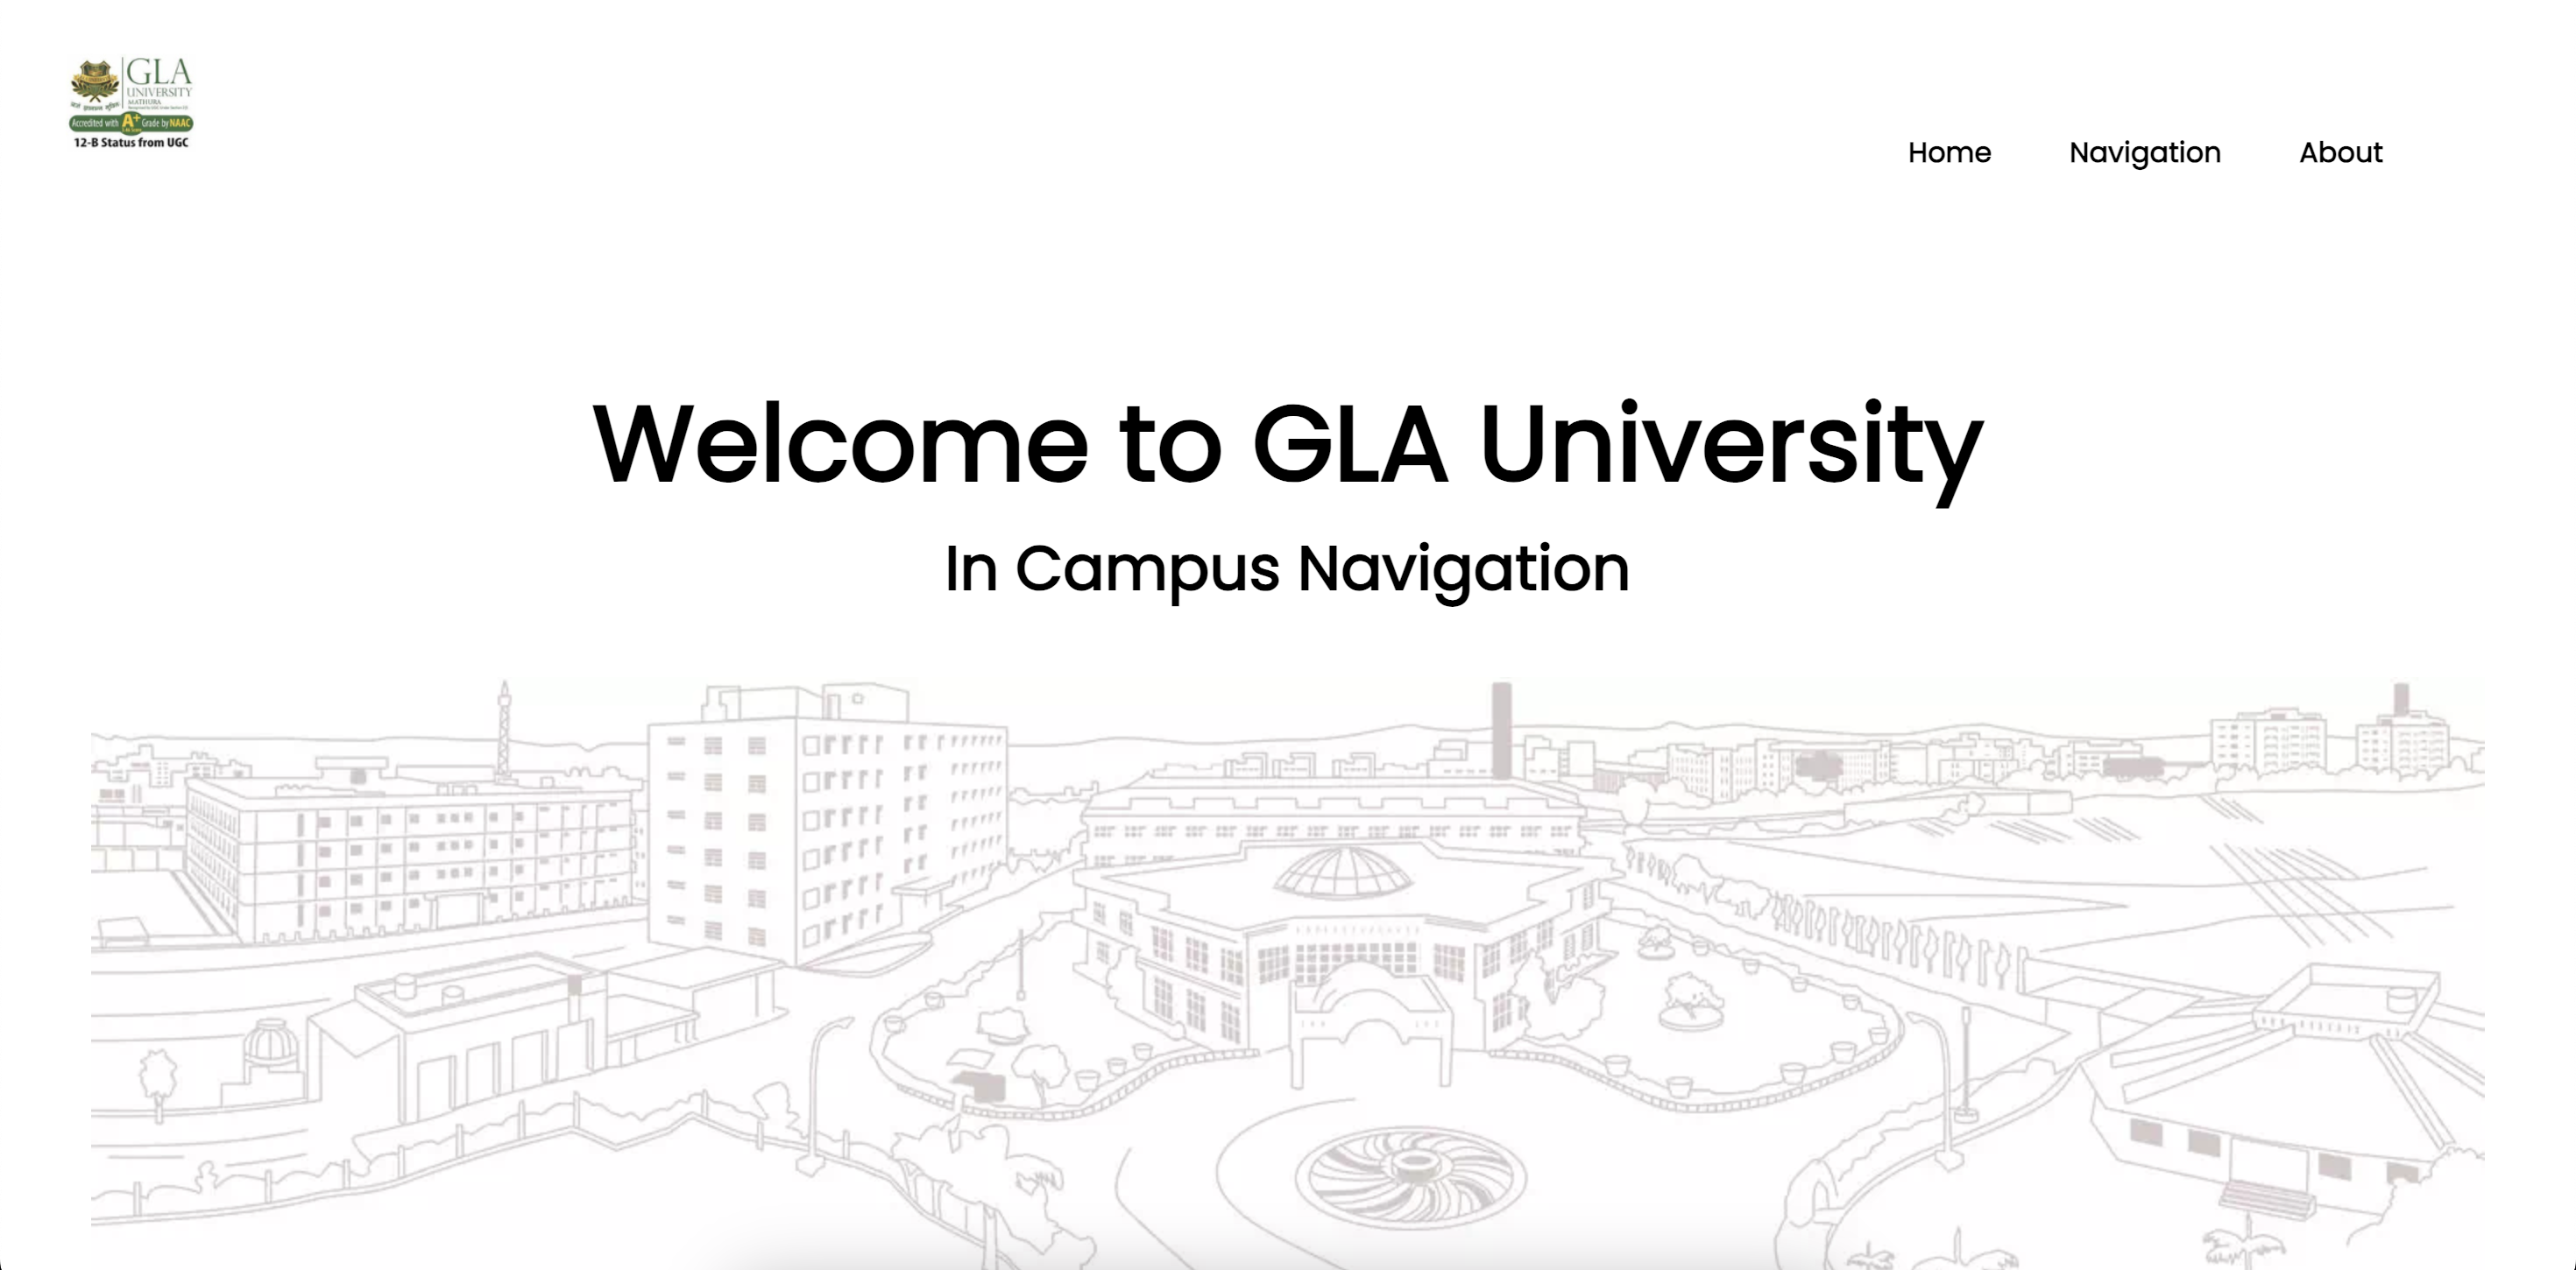 GLA
UNIVERSITY
MATHURA
Accredited with A+ Grade by NAAC
12-B Status from UGC
Home Navigation About
Welcome to GLA University
In Campus Navigation